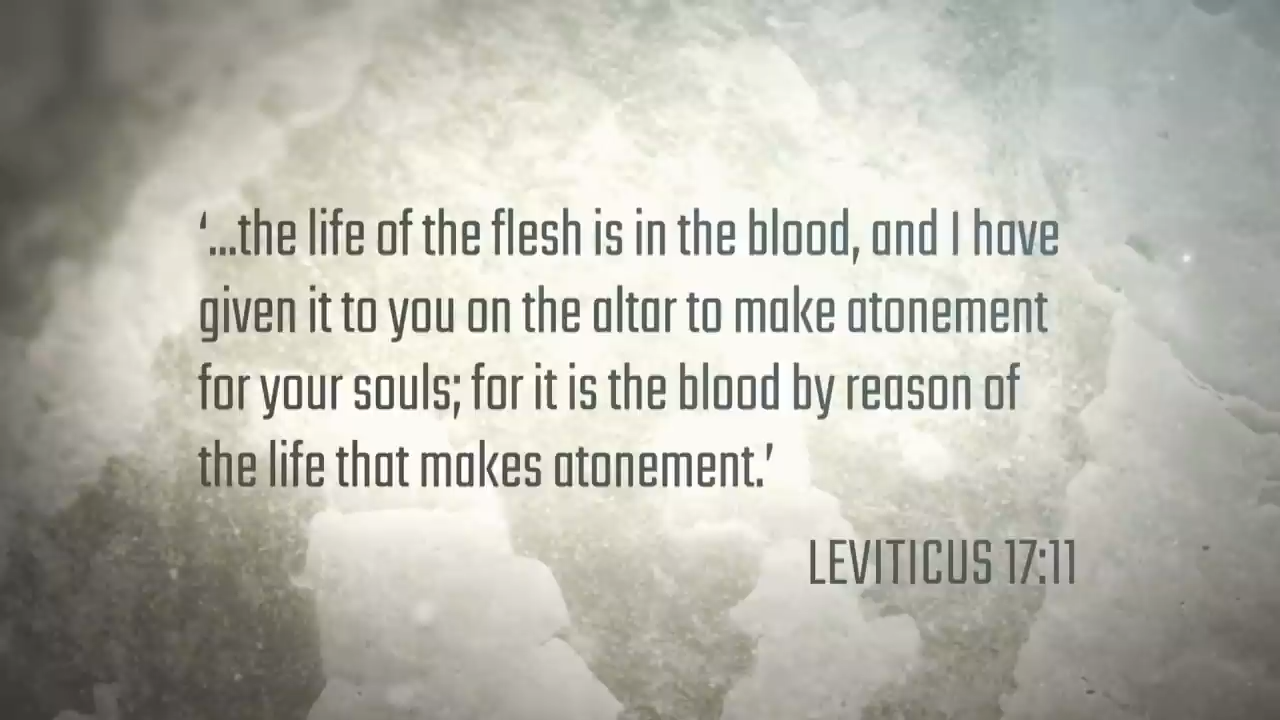 ‘...the life of the flesh is in the blood, and I have
given it to you on the altar to make atonement
for your souls; for it is the blood by reason of
the life that makes atonement.’
LEVITICUS 17:11